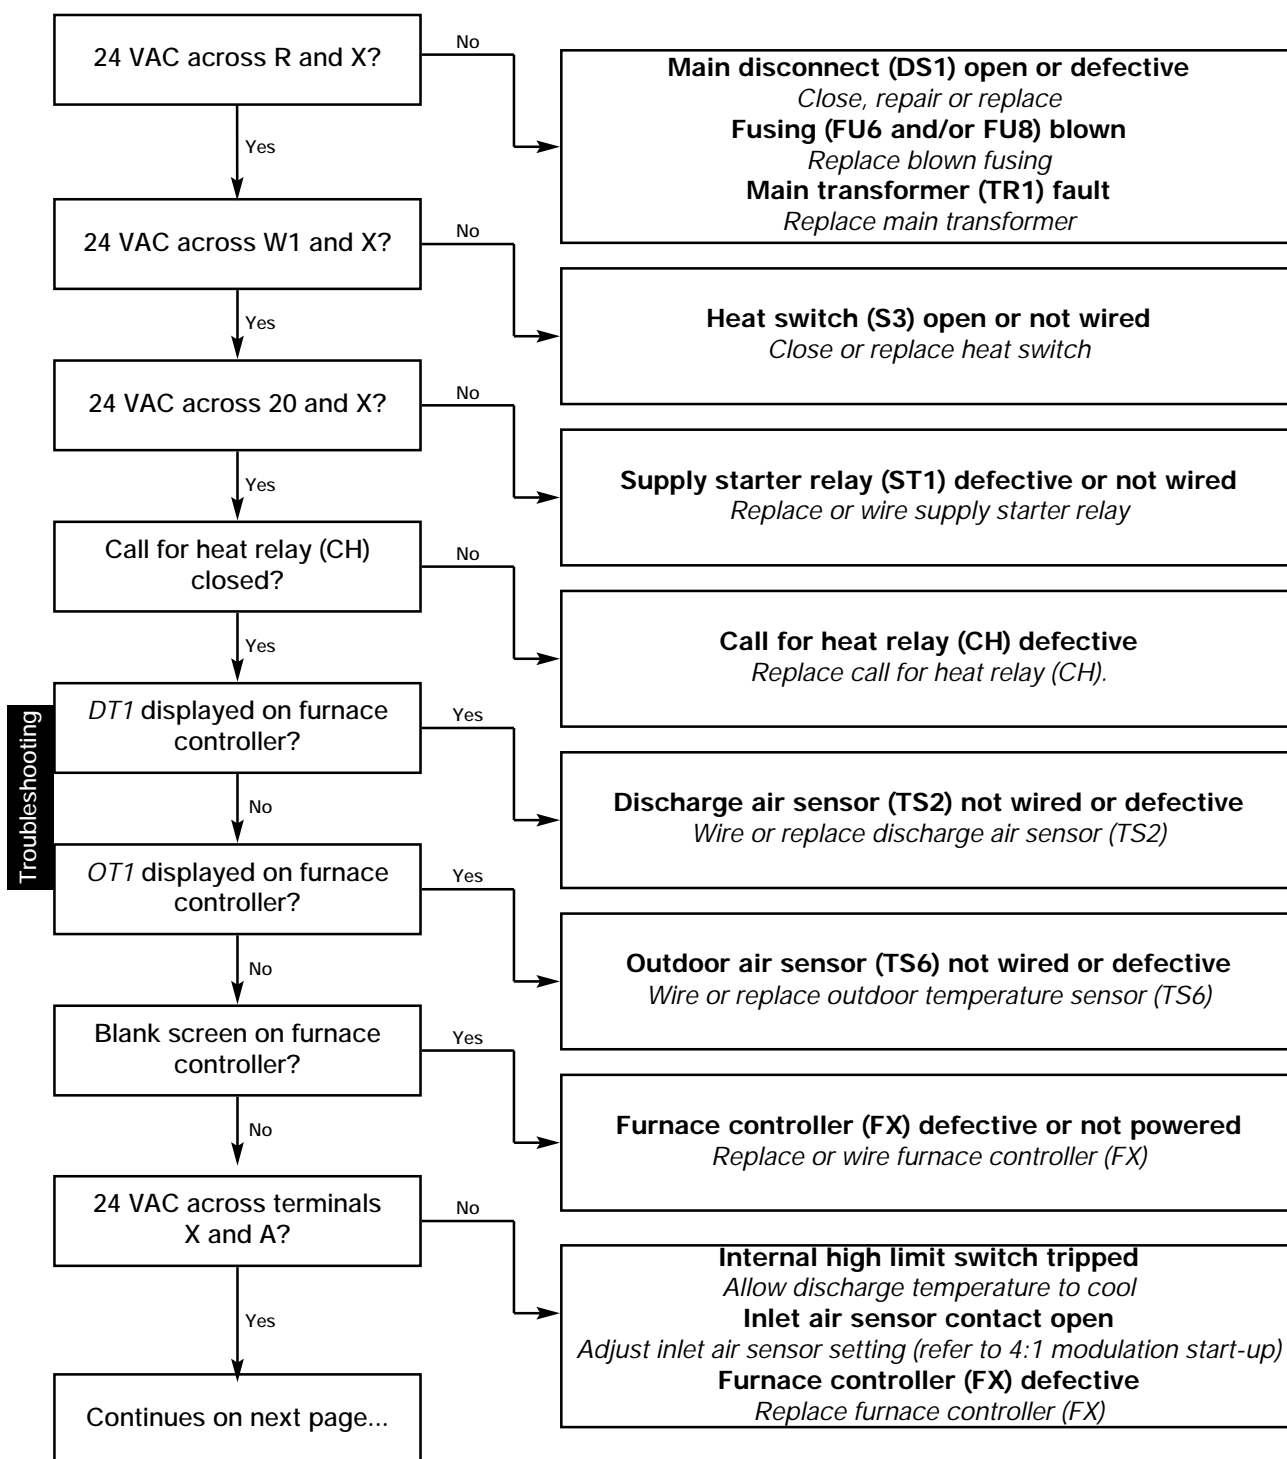 24 VAC across R and X?
No
Main disconnect (DS1) open or defective
Close, repair or replace
Fusing (FU6 and/or FU8) blown
Replace blown fusing
Main transformer (TR1) fault
Replace main transformer
Yes
24 VAC across W1 and X?
No
Heat switch (S3) open or not wired
Close or replace heat switch
Yes
24 VAC across 20 and X?
No
Supply starter relay (ST1) defective or not wired
Replace or wire supply starter relay
Yes
Call for heat relay (CH)
closed?
No
Call for heat relay (CH) defective
Replace call for heat relay (CH).
Yes
Troubleshooting
DT1 displayed on furnace
controller?
Yes
Discharge air sensor (TS2) not wired or defective
Wire or replace discharge air sensor (TS2)
No
OT1 displayed on furnace
controller?
Yes
Outdoor air sensor (TS6) not wired or defective
Wire or replace outdoor temperature sensor (TS6)
No
Blank screen on furnace
controller?
Yes
Furnace controller (FX) defective or not powered
Replace or wire furnace controller (FX)
No
24 VAC across terminals
X and A?
No
Internal high limit switch tripped
Allow discharge temperature to cool
Inlet air sensor contact open
Adjust inlet air sensor setting (refer to 4:1 modulation start-up)
Furnace controller (FX) defective
Replace furnace controller (FX)
Yes
Continues on next page...